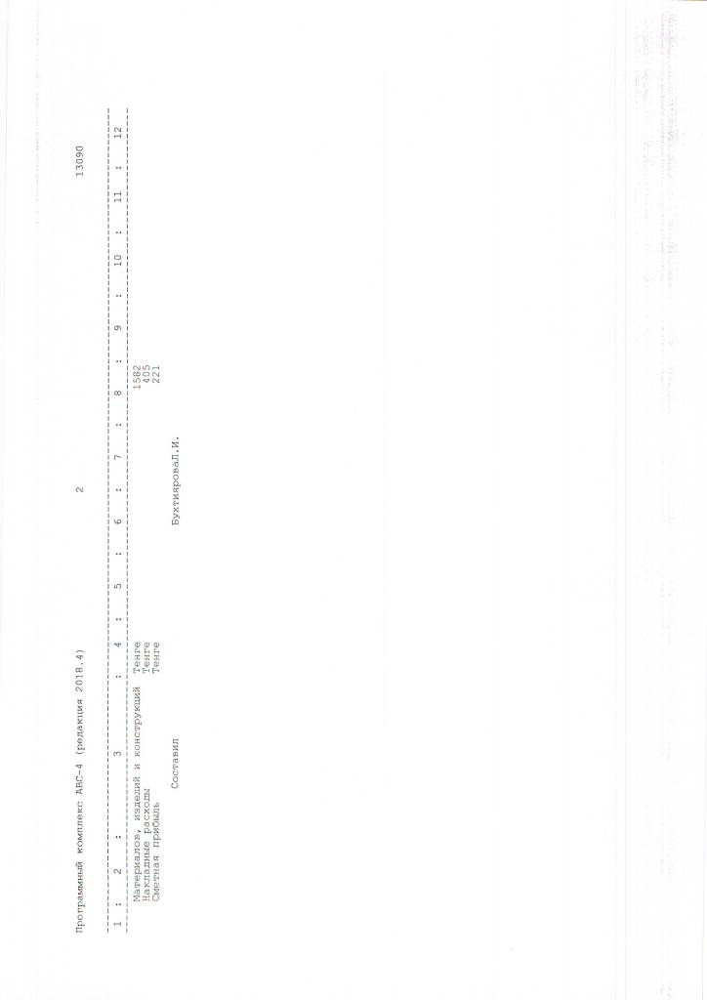 Программный комплекс АВС-4 (редакция 2018.4) 2 13090
1 : 2 : 3 : 4 : 5 : 6 : 7 : 8 : 9 : 10 : 11 : 12
Материалов, изделий и конструкций Тенге 1582
Накладные расходы Тенге 405
Сметная прибыль Тенге 221
Составил БухтияроваЛ.И.